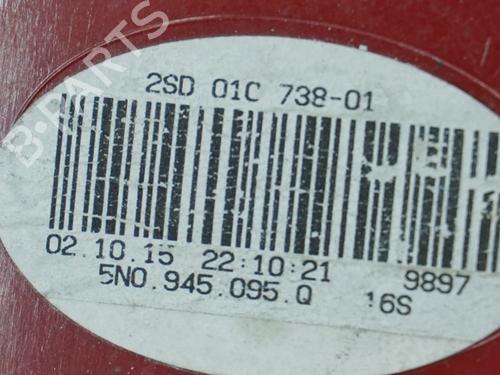 2SD 01C 738-01
02.10.15 22:10:21 9897
5N0.945.095.Q 16S
B-PARTS